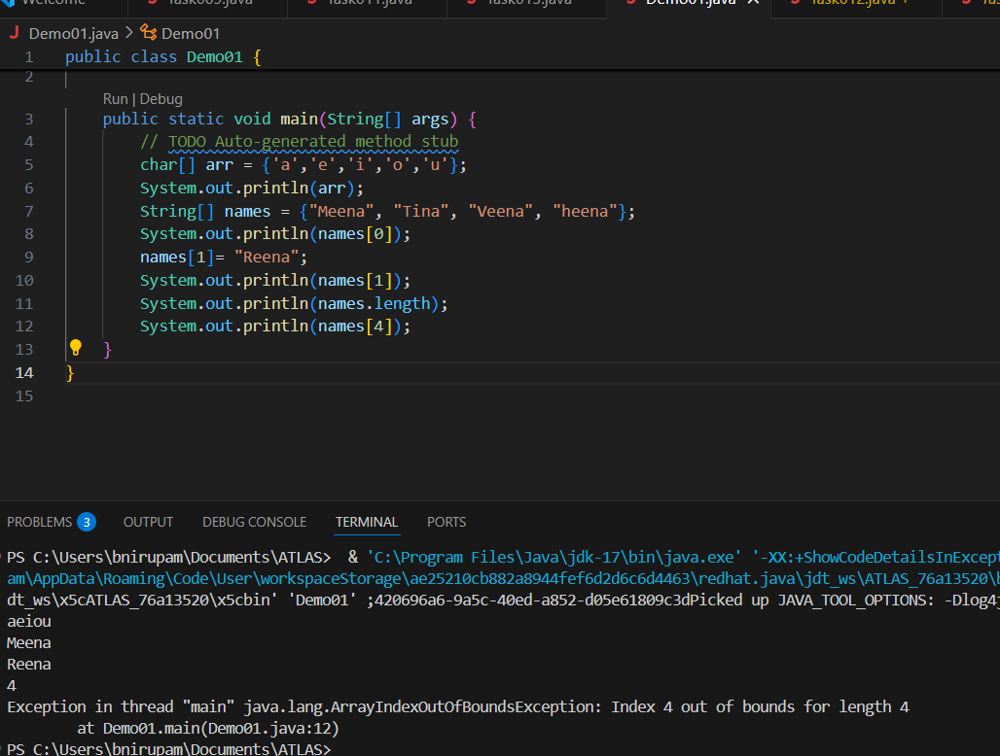 Welcome Task009.java Task011.java Task013.java Demo01.java × Task012.java
J Demo01.java > Demo01
1 public class Demo01 {
2
Run | Debug
3 public static void main(String[] args) {
4 // TODO Auto-generated method stub
5 char[] arr = {'a','e','i','o','u'};
6 System.out.println(arr);
7 String[] names = {"Meena", "Tina", "Veena", "heena"};
8 System.out.println(names[0]);
9 names[1]= "Reena";
10 System.out.println(names[1]);
11 System.out.println(names.length);
12 System.out.println(names[4]);
13 }
14 }
15
PROBLEMS 3 OUTPUT DEBUG CONSOLE TERMINAL PORTS
PS C:\Users\bnirupam\Documents\ATLAS> & 'C:\Program Files\Java\jdk-17\bin\java.exe' '-XX:+ShowCodeDetailsInExcept
am\AppData\Roaming\Code\User\workspaceStorage\ae25210cb882a8944fef6d2d6c6d4463\redhat.java\jdt_ws\ATLAS_76a13520\b
dt_ws\x5cATLAS_76a13520\x5cbin' 'Demo01' ;420696a6-9a5c-40ed-a852-d05e61809c3dPicked up JAVA_TOOL_OPTIONS: -Dlog4j
aeiou
Meena
Reena
4
Exception in thread "main" java.lang.ArrayIndexOutOfBoundsException: Index 4 out of bounds for length 4
at Demo01.main(Demo01.java:12)
PS C:\Users\bnirupam\Documents\ATLAS>